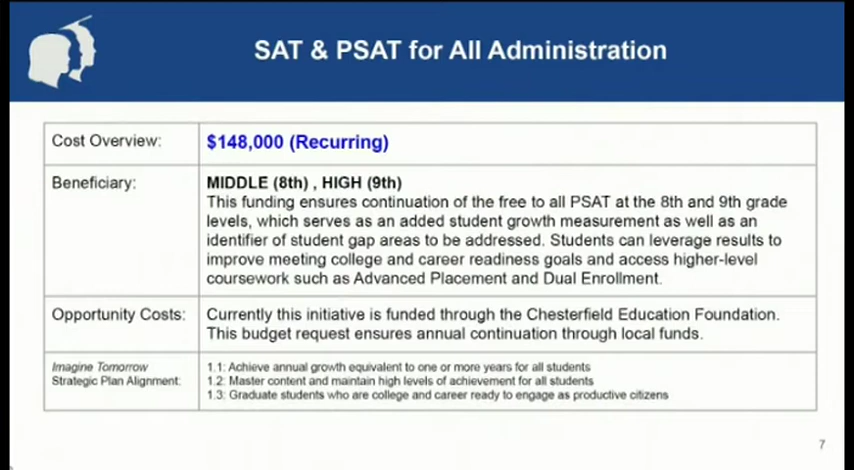 SAT & PSAT for All Administration
Cost Overview:
$148,000 (Recurring)
Beneficiary:
MIDDLE (8th) , HIGH (9th)
This funding ensures continuation of the free to all PSAT at the 8th and 9th grade
levels, which serves as an added student growth measurement as well as an
identifier of student gap areas to be addressed. Students can leverage results to
improve meeting college and career readiness goals and access higher-level
coursework such as Advanced Placement and Dual Enrollment.
Opportunity Costs:
Currently this initiative is funded through the Chesterfield Education Foundation.
This budget request ensures annual continuation through local funds.
Imagine Tomorrow
Strategic Plan Alignment:
1.1: Achieve annual growth equivalent to one or more years for all students
1.2: Master content and maintain high levels of achievement for all students
1.3: Graduate students who are college and career ready to engage as productive citizens
7